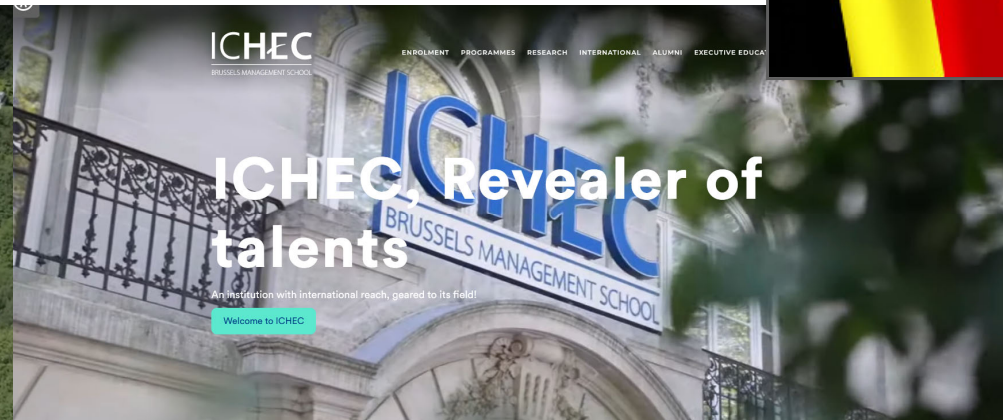 ICHEC
BRUSSELS MANAGEMENT SCHOOL
ENROLMENT PROGRAMMES RESEARCH INTERNATIONAL ALUMNI EXECUTIVE EDUCAT
ICHEC
BRUSSELS MANAGEMENT SCHOOL
ICHEC, Revealer of
talents
An institution with international reach, geared to its field!
Welcome to ICHEC